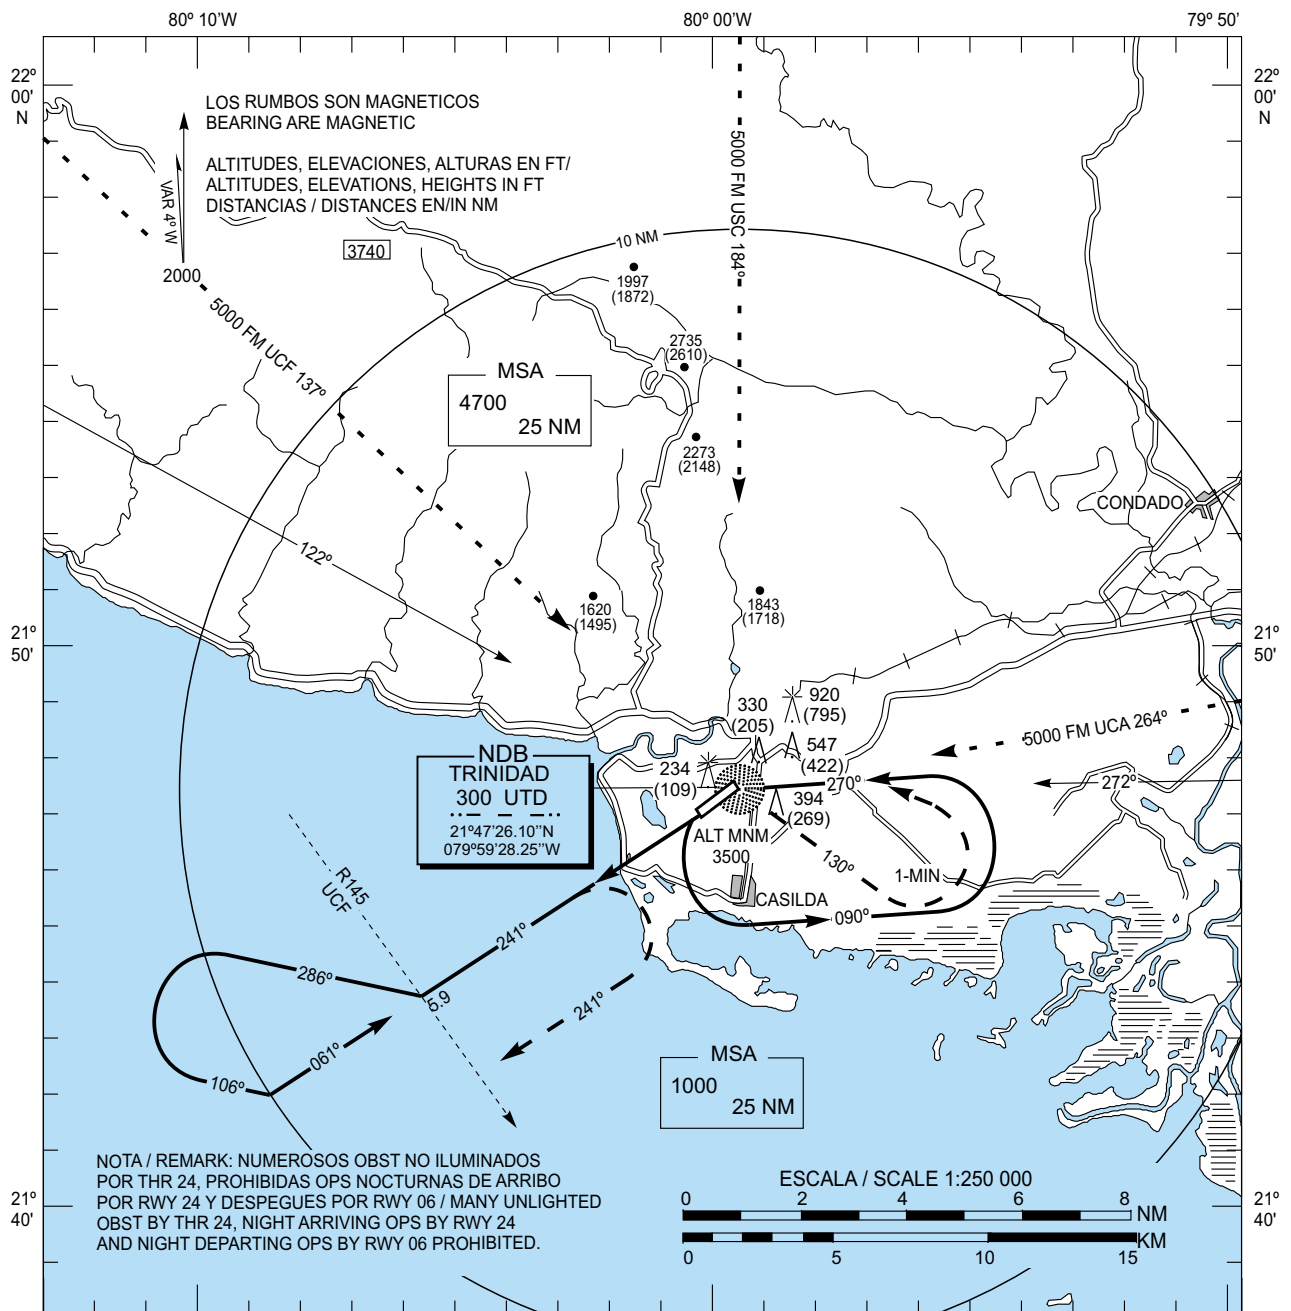 80º 10'W
80º 00'W
79º 50'
22º
00'
N
22º
00'
N
LOS RUMBOS SON MAGNETICOS
BEARING ARE MAGNETIC
ALTITUDES, ELEVACIONES, ALTURAS EN FT/
ALTITUDES, ELEVATIONS, HEIGHTS IN FT
DISTANCIAS / DISTANCES EN/IN NM
VAR 4º W
2000
3740
10 NM
5000 FM USC 184º
1997
(1872)
5000 FM UCF 137º
2735
(2610)
MSA
4700
25 NM
2273
(2148)
CONDADO
122º
1620
(1495)
1843
(1718)
21º
50'
21º
50'
920
(795)
330
(205)
547
(422)
5000 FM UCA 264º
NDB
TRINIDAD
300 UTD
21º47'26.10''N
079º59'28.25''W
234
(109)
270º
272º
394
(269)
ALT MNM
3500
130º
1-MIN
CASILDA
090º
R145
UCF
241º
286º
5.9
241º
061º
106º
MSA
1000
25 NM
NOTA / REMARK: NUMEROSOS OBST NO ILUMINADOS
POR THR 24, PROHIBIDAS OPS NOCTURNAS DE ARRIBO
POR RWY 24 Y DESPEGUES POR RWY 06 / MANY UNLIGHTED
OBST BY THR 24, NIGHT ARRIVING OPS BY RWY 24
AND NIGHT DEPARTING OPS BY RWY 06 PROHIBITED.
ESCALA / SCALE 1:250 000
0 2 4 6 8
NM
KM
0 5 10 15
21º
40'
21º
40'